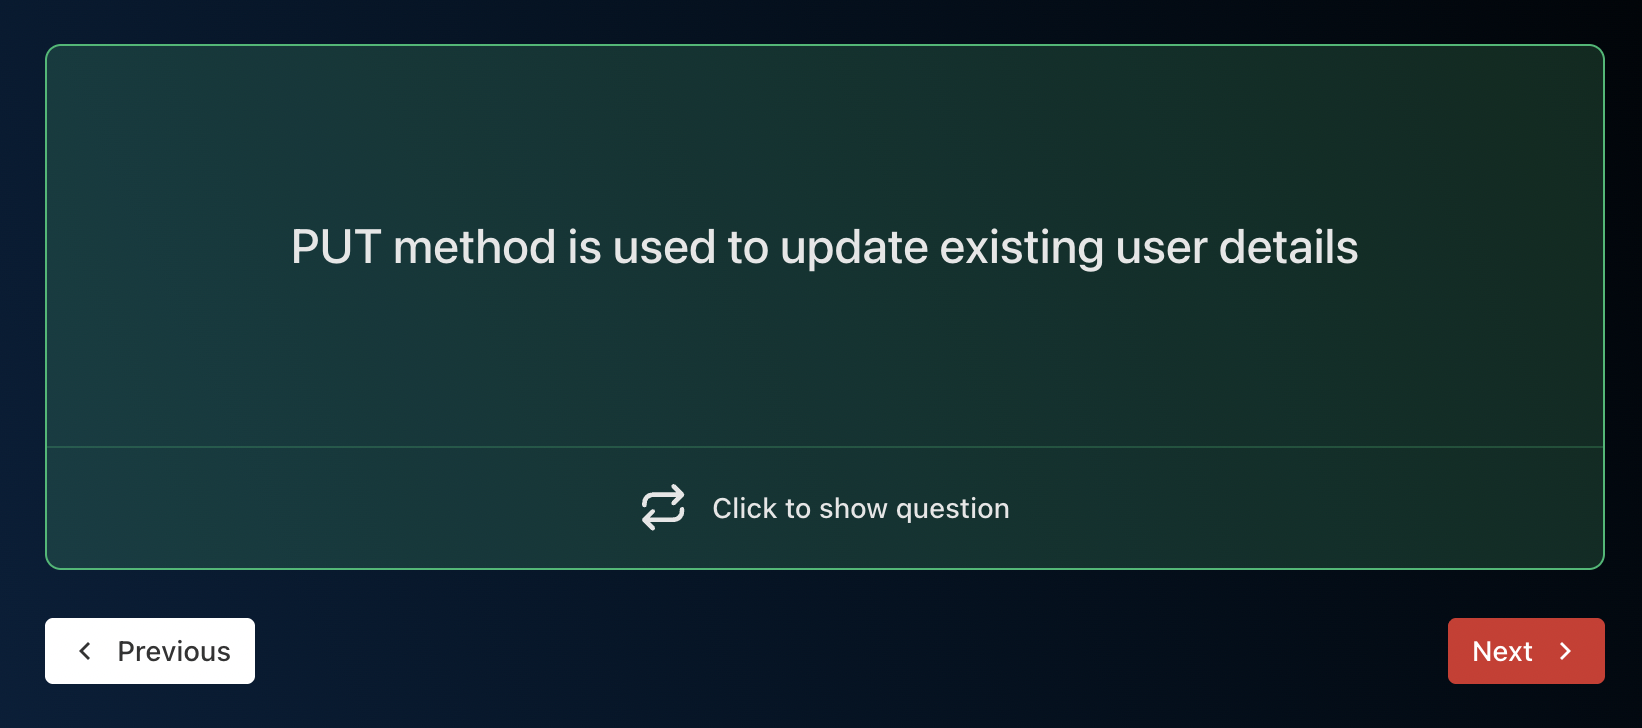 PUT method is used to update existing user details
Click to show question
Previous
Next